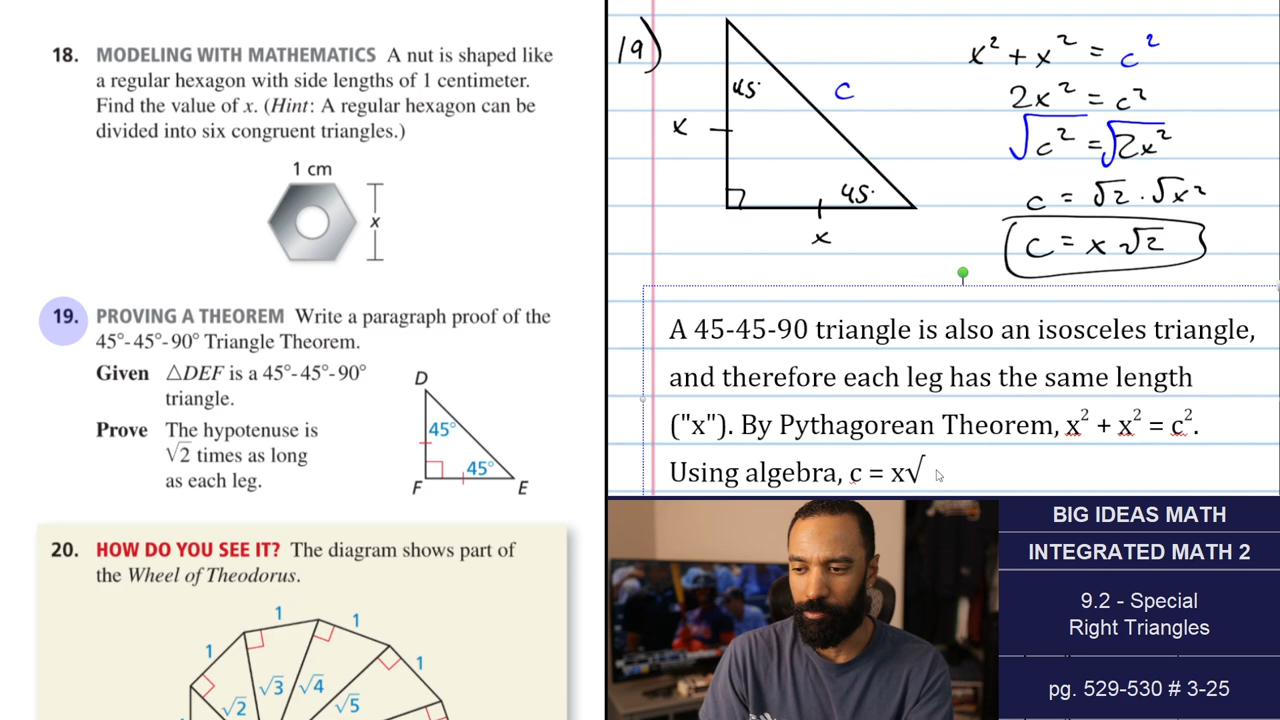 18. MODELING WITH MATHEMATICS A nut is shaped like
a regular hexagon with side lengths of 1 centimeter.
Find the value of x. (Hint: A regular hexagon can be
divided into six congruent triangles.)
1 cm
x
19. PROVING A THEOREM Write a paragraph proof of the
45°-45°-90° Triangle Theorem.
Given △DEF is a 45°-45°-90°
triangle.
Prove The hypotenuse is
√2 times as long
as each leg.
D
45°
45°
F
E
20. HOW DO YOU SEE IT? The diagram shows part of
the Wheel of Theodorus.
1
1
1
1
√2
√3
√4
√5
19)
45°
c
x
45°
x
x² + x² = c²
2x² = c²
√c² = √2x²
c = √2 · √x²
c = x √2
A 45-45-90 triangle is also an isosceles triangle,
and therefore each leg has the same length
("x"). By Pythagorean Theorem, x² + x² = c².
Using algebra, c = x√
BIG IDEAS MATH
INTEGRATED MATH 2
9.2 - Special
Right Triangles
pg. 529-530 # 3-25